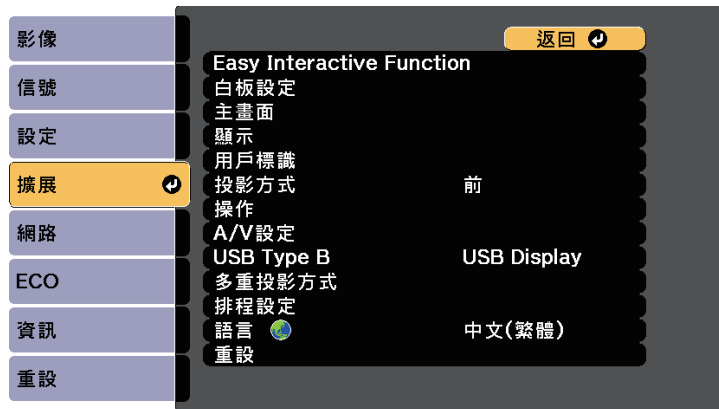 影像
信號
設定
擴展
網路
ECO
資訊
重設
返回
Easy Interactive Function
白板設定
主畫面
顯示
用戶標識
投影方式 前
操作
A/V設定
USB Type B USB Display
多重投影方式
排程設定
語言 中文(繁體)
重設